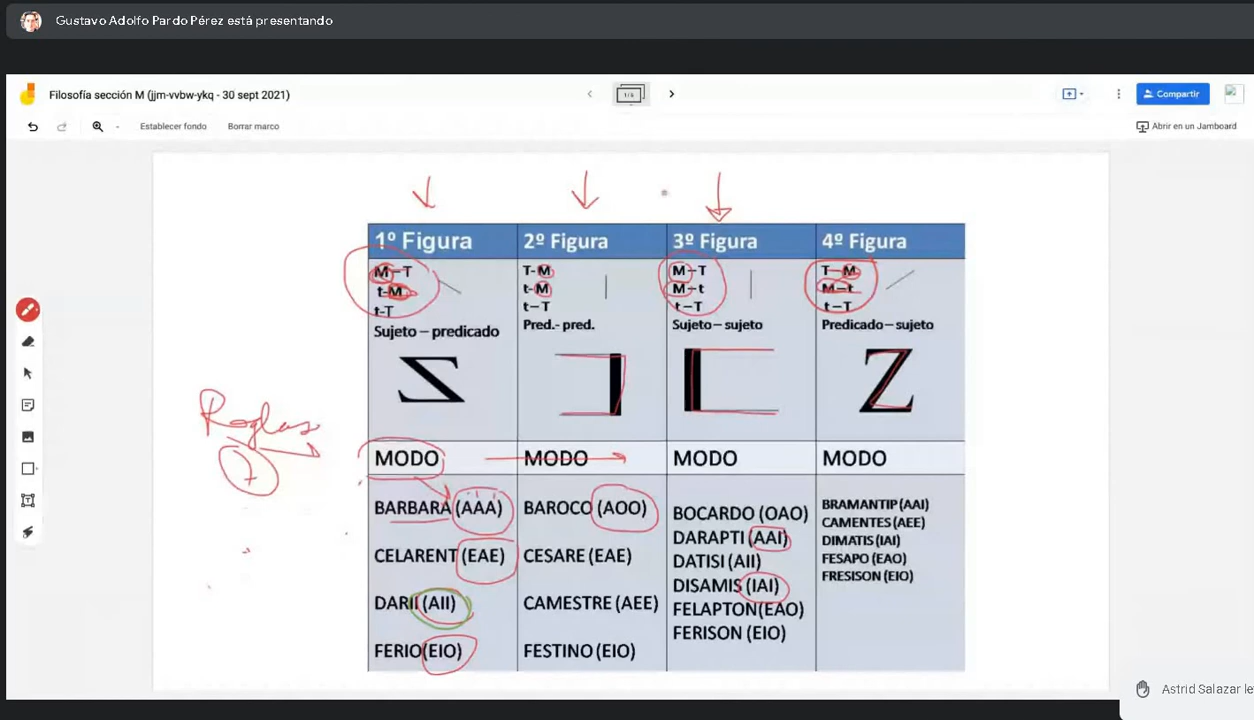 Gustavo Adolfo Pardo Pérez está presentando
Filosofía sección M (jjm-vvbw-ykq - 30 sept 2021)
1/8
Compartir
Establecer fondo
Borrar marco
Abrir en un Jamboard
1º Figura
2º Figura
3º Figura
4º Figura
M–T
t-M
t-T
Sujeto – predicado
T-M
t-M
t–T
Pred.- pred.
M–T
M–t
t–T
Sujeto – sujeto
T–M
M–t
t–T
Predicado – sujeto
Reglas
7
MODO
MODO
MODO
MODO
BARBARA (AAA)
CELARENT (EAE)
DARII (AII)
FERIO(EIO)
BAROCO (AOO)
CESARE (EAE)
CAMESTRE (AEE)
FESTINO (EIO)
BOCARDO (OAO)
DARAPTI (AAI)
DATISI (AII)
DISAMIS (IAI)
FELAPTON(EAO)
FERISON (EIO)
BRAMANTIP (AAI)
CAMENTES (AEE)
DIMATIS (IAI)
FESAPO (EAO)
FRESISON (EIO)
Astrid Salazar le